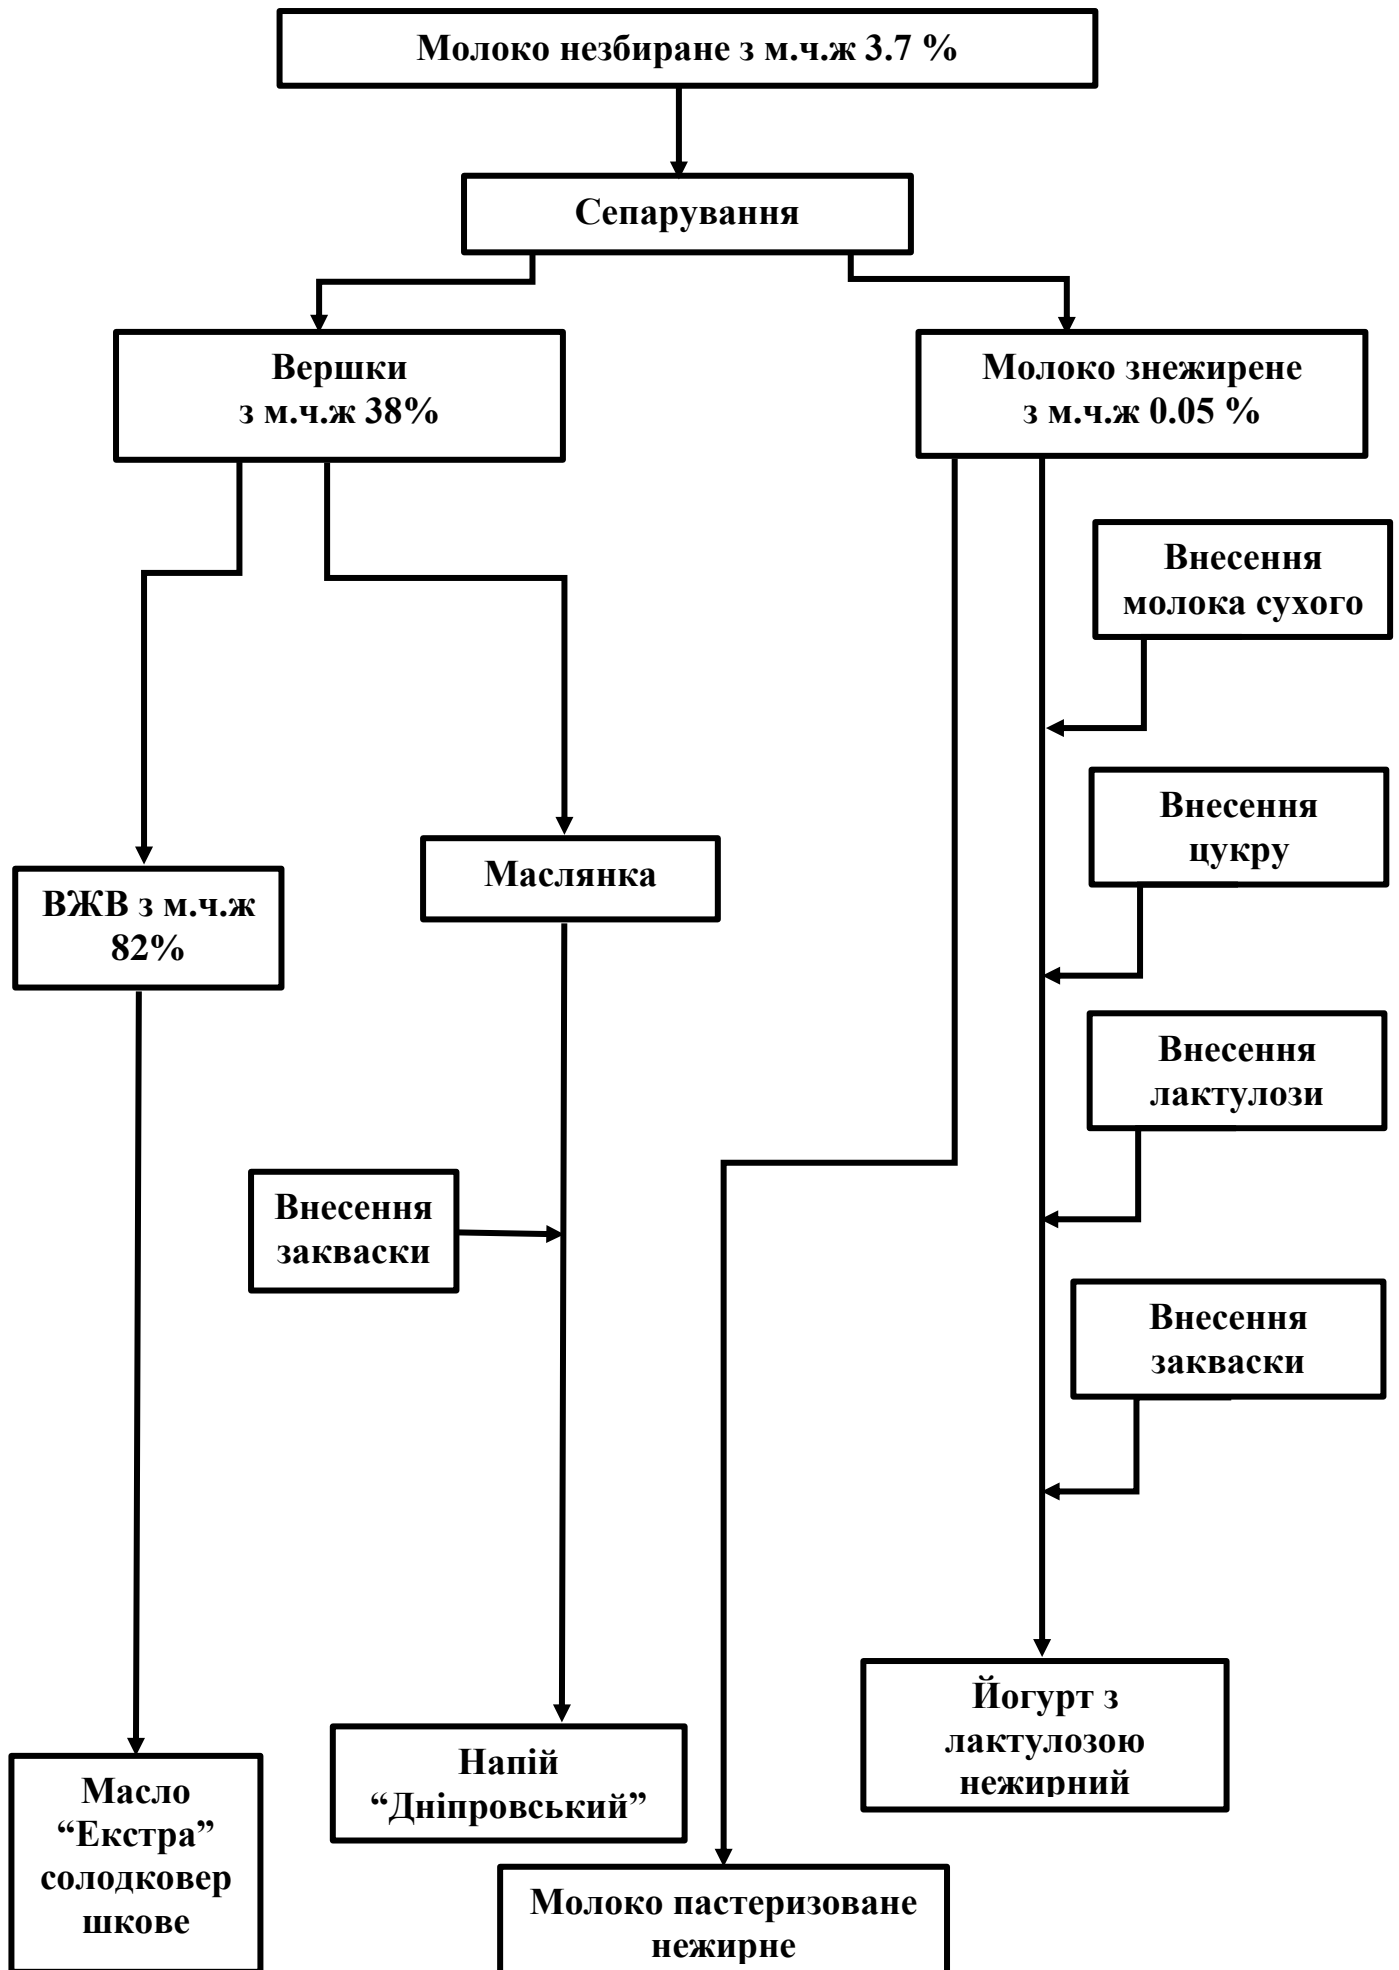 Молоко незбиране з м.ч.ж 3.7 %
Сепарування
Вершки
з м.ч.ж 38%
Молоко знежирене
з м.ч.ж 0.05 %
Внесення
молока сухого
Внесення
цукру
Маслянка
ВЖВ з м.ч.ж
82%
Внесення
лактулози
Внесення
закваски
Внесення
закваски
Йогурт з
лактулозою
нежирний
Напій
“Дніпровський”
Масло
“Екстра”
солодковер
шкове
Молоко пастеризоване
нежирне